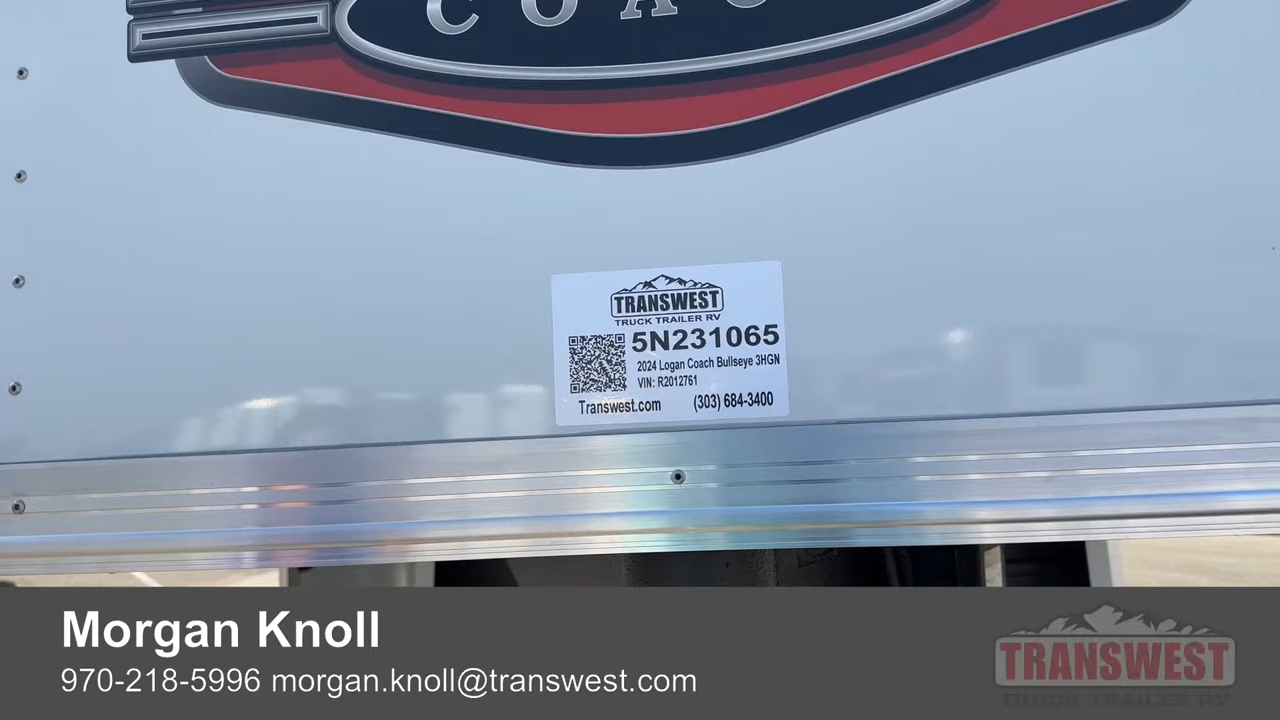 COAC
TRANSWEST
TRUCK TRAILER RV
5N231065
2024 Logan Coach Bullseye 3HGN
VIN: R2012761
Transwest.com (303) 684-3400
Morgan Knoll
970-218-5996 morgan.knoll@transwest.com
TRANSWEST
TRUCK TRAILER RV